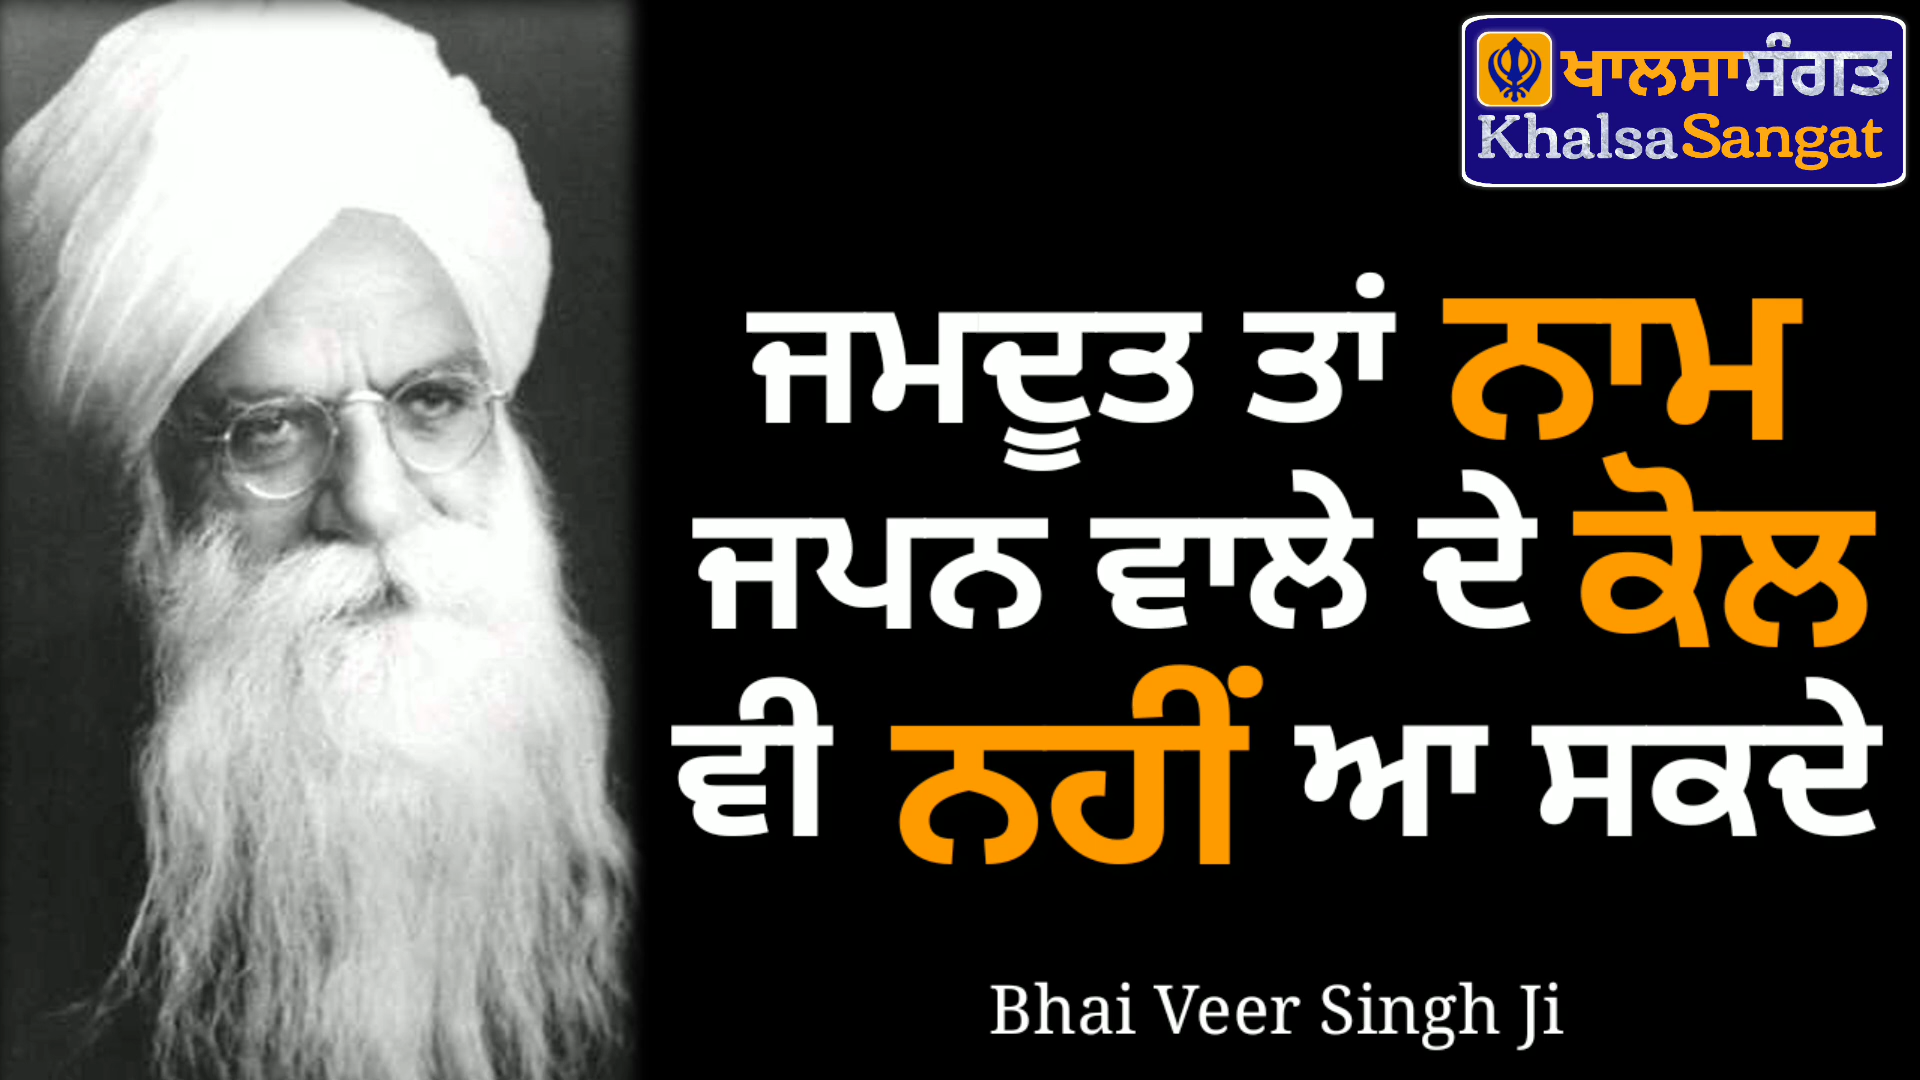 ਖਾਲਸਾਸੰਗਤ
KhalsaSangat
ਜਮਦੂਤ ਤਾਂ ਨਾਮ
ਜਪਨ ਵਾਲੇ ਦੇ ਕੋਲ
ਵੀ ਨਹੀਂ ਆ ਸਕਦੇ
Bhai Veer Singh Ji